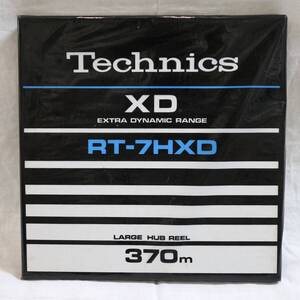 Technics
XD
EXTRA DYNAMIC RANGE
RT-7HXD
LARGE HUB REEL
370m